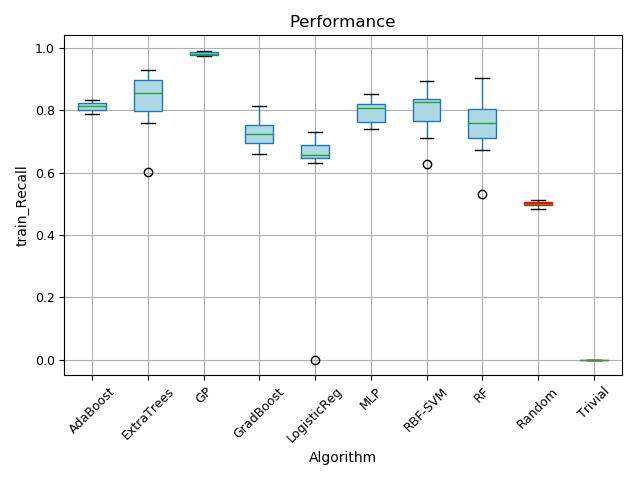 Performance
train_Recall
1.0
0.8
0.6
0.4
0.2
0.0
AdaBoost
ExtraTrees
GP
GradBoost
LogisticReg
MLP
RBF-SVM
RF
Random
Trivial
Algorithm